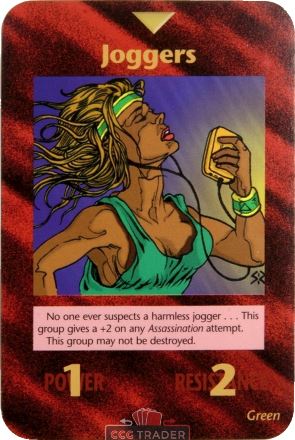 Joggers
SR
No one ever suspects a harmless jogger . . . This
group gives a +2 on any Assassination attempt.
This group may not be destroyed.
POWER RESISTANCE
1 2
CCG TRADER
Green